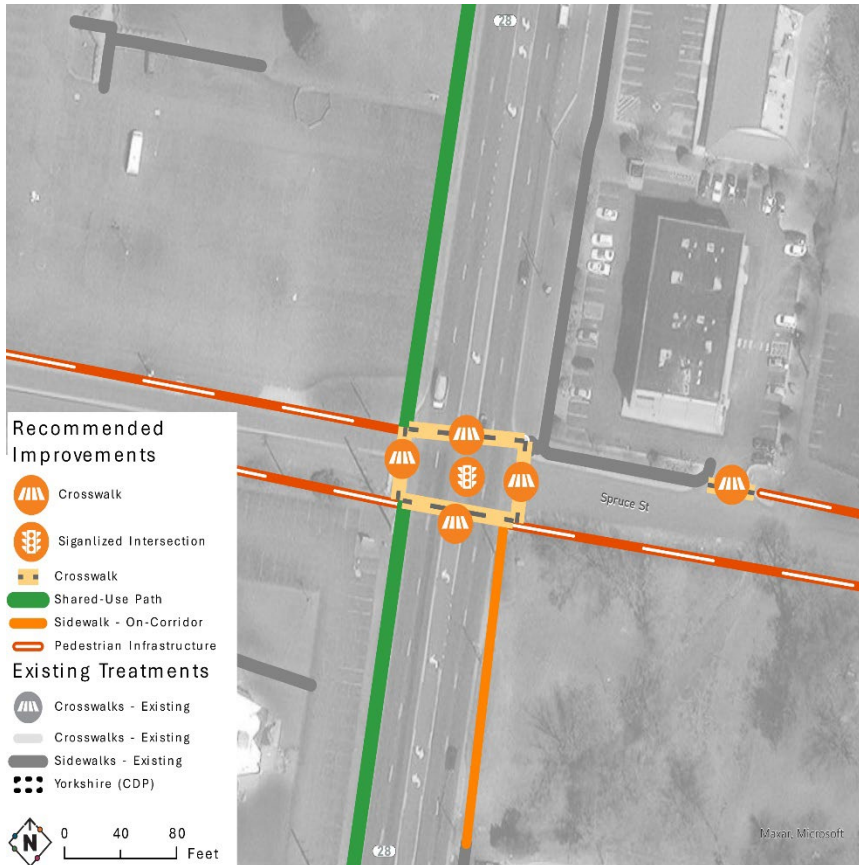 28
Spruce St
Recommended
Improvements
Crosswalk
Siganlized Intersection
Crosswalk
Shared-Use Path
Sidewalk - On-Corridor
Pedestrian Infrastructure
Existing Treatments
Crosswalks - Existing
Crosswalks - Existing
Sidewalks - Existing
Yorkshire (CDP)
N
0 40 80
Feet
28
Maxar, Microsoft